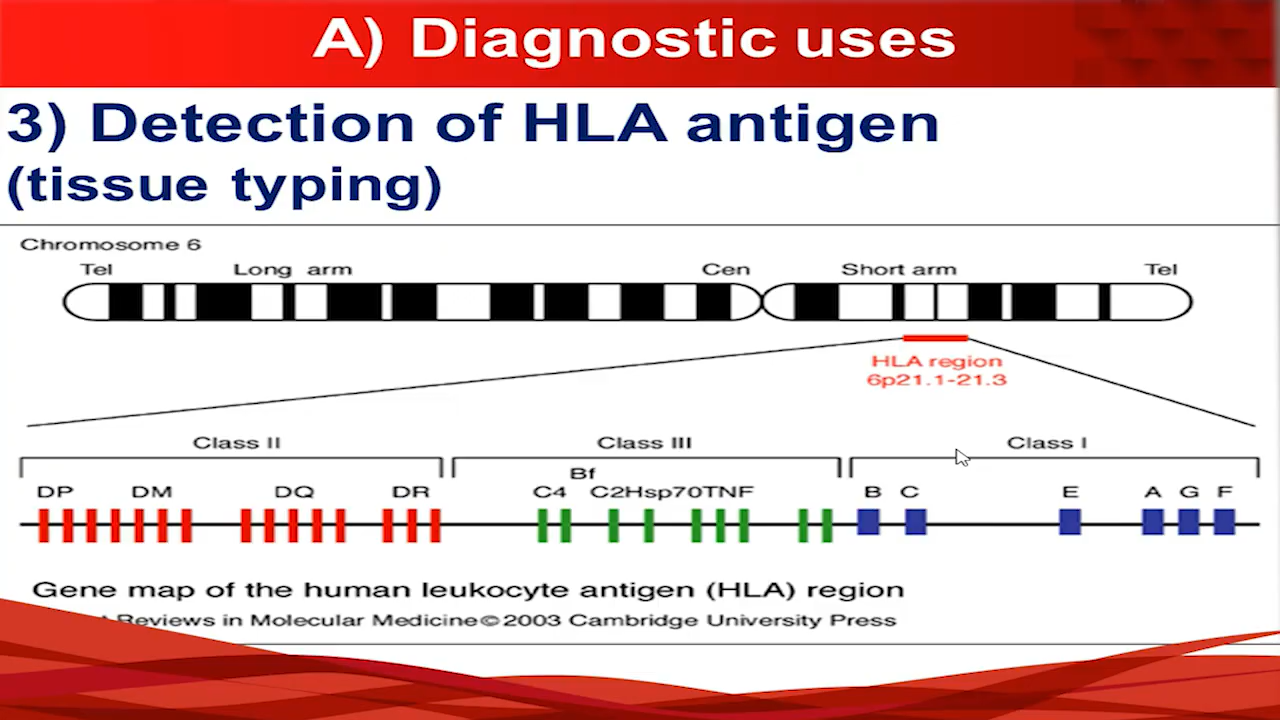 A) Diagnostic uses
3) Detection of HLA antigen
(tissue typing)
Chromosome 6
Tel Long arm Cen Short arm Tel
HLA region
6p21.1-21.3
Class II Class III Class I
Bf
DP DM DQ DR C4 C2Hsp70TNF B C E A G F
Gene map of the human leukocyte antigen (HLA) region
Reviews in Molecular Medicine©2003 Cambridge University Press